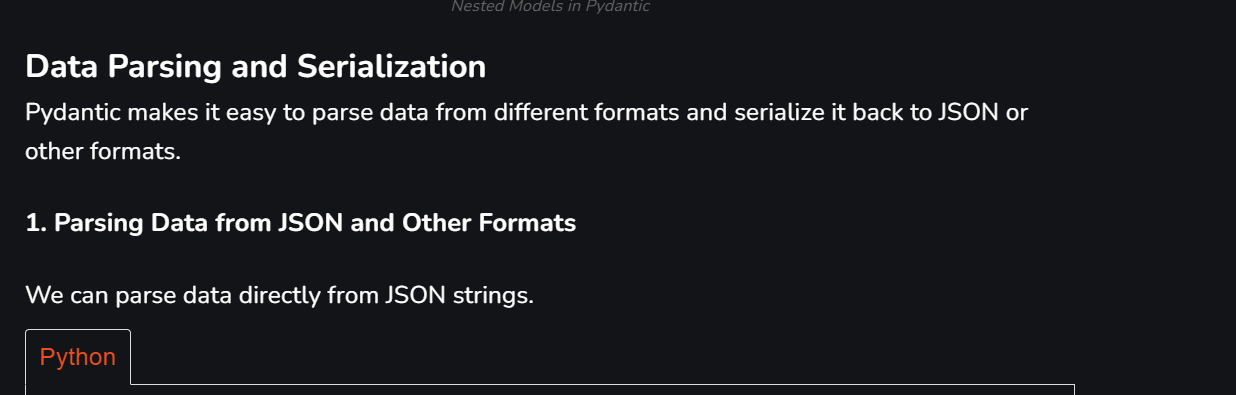 Nested Models in Pydantic
Data Parsing and Serialization
Pydantic makes it easy to parse data from different formats and serialize it back to JSON or
other formats.
1. Parsing Data from JSON and Other Formats
We can parse data directly from JSON strings.
Python